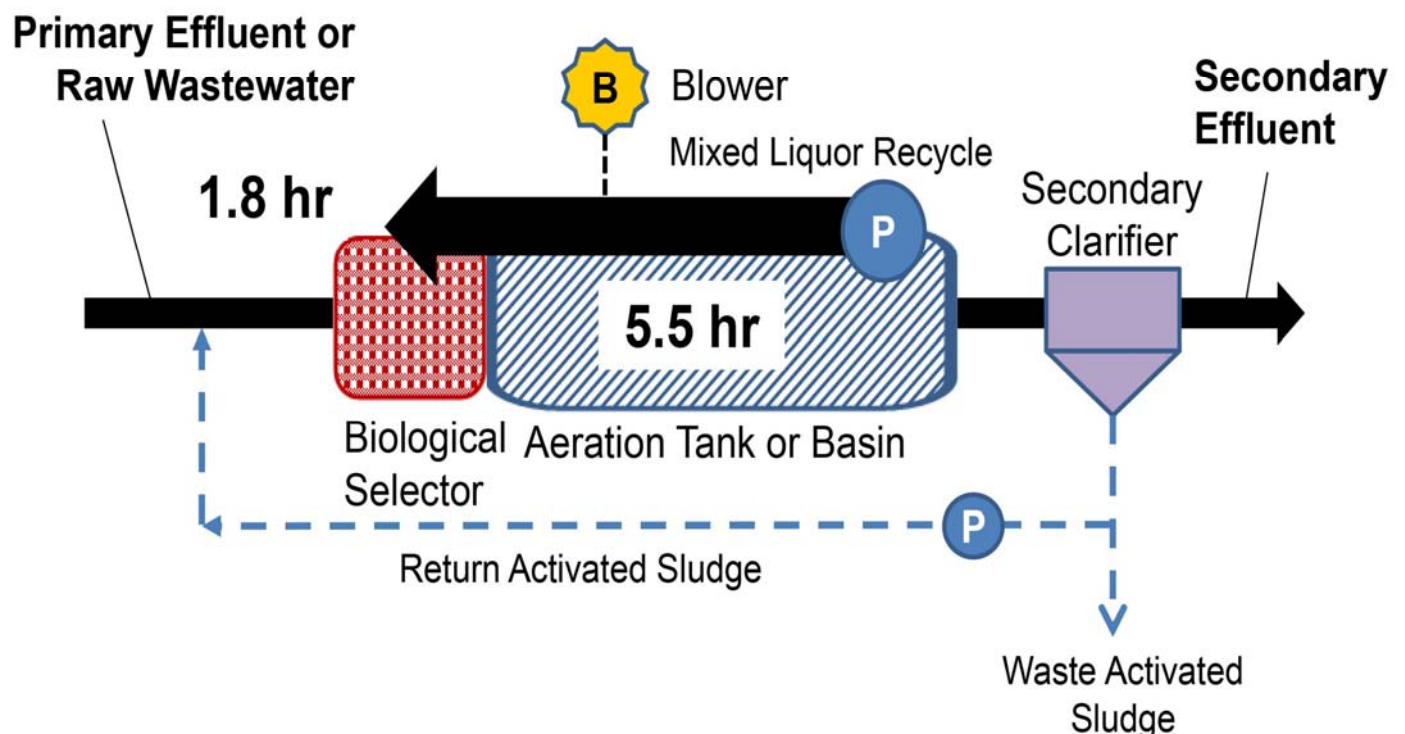 Primary Effluent or
Raw Wastewater
B
Blower
Secondary
Effluent
Mixed Liquor Recycle
1.8 hr
P
Secondary
Clarifier
5.5 hr
Biological
Selector
Aeration Tank or Basin
P
Return Activated Sludge
Waste Activated
Sludge